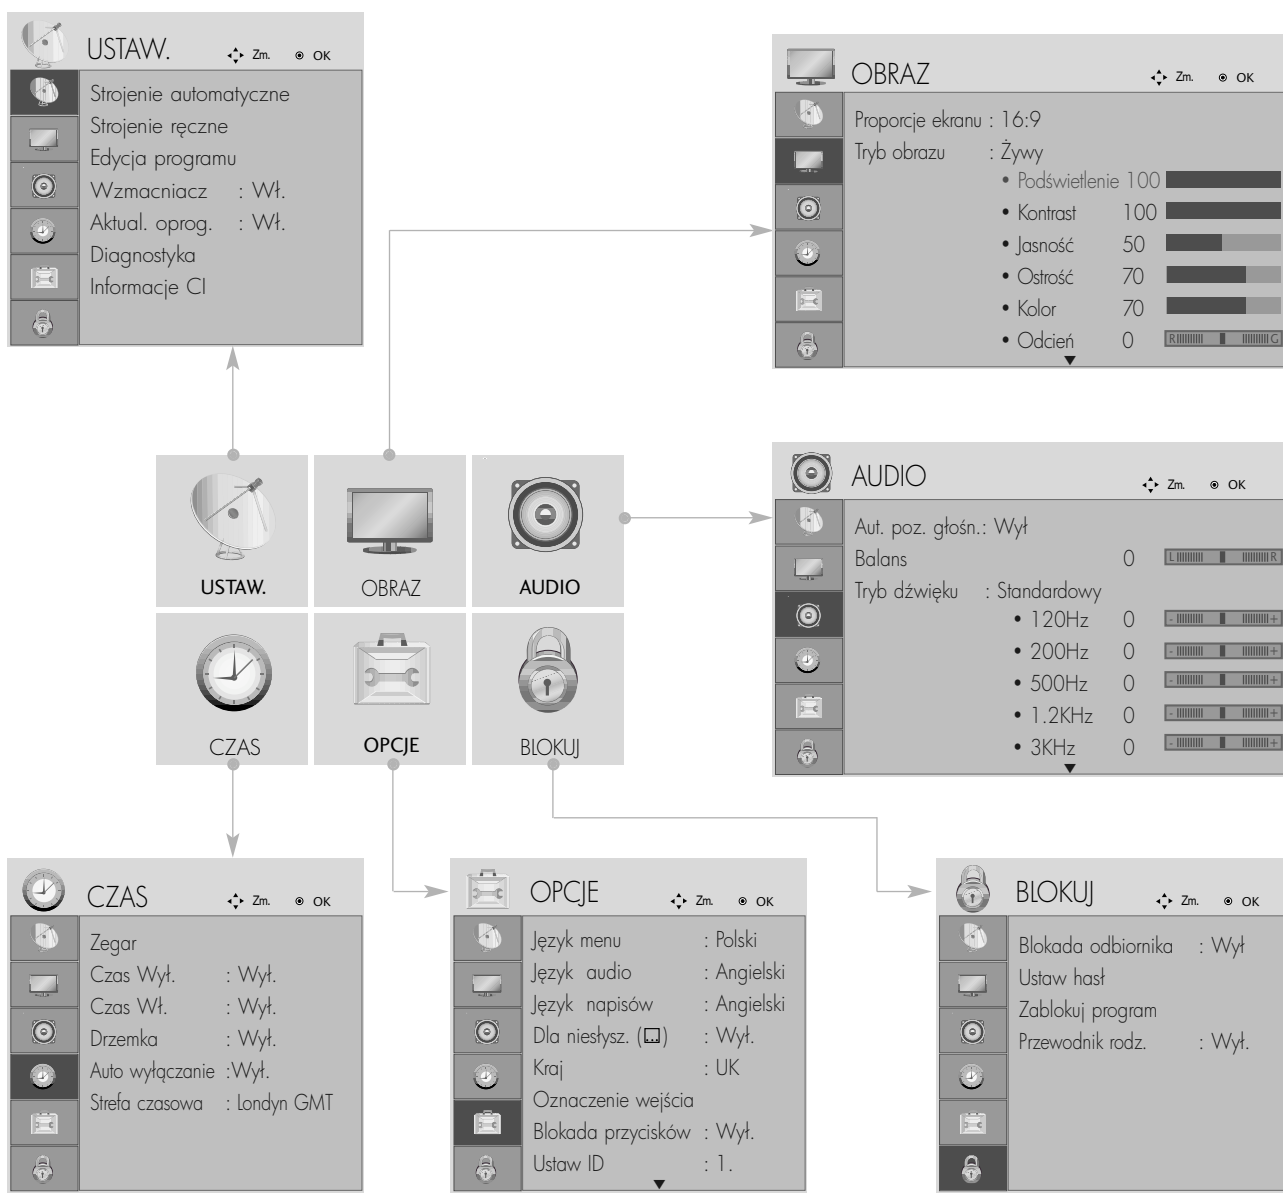 USTAW. Zm. OK
Strojenie automatyczne
Strojenie ręczne
Edycja programu
Wzmacniacz : Wł.
Aktual. oprog. : Wł.
Diagnostyka
Informacje CI
OBRAZ Zm. OK
Proporcje ekranu : 16:9
Tryb obrazu : Żywy
• Podświetlenie 100
• Kontrast 100
• Jasność 50
• Ostrość 70
• Kolor 70
• Odcień 0 R G
USTAW.
OBRAZ
AUDIO
CZAS
OPCJE
BLOKUJ
AUDIO Zm. OK
Aut. poz. głośn.: Wył
Balans 0 L R
Tryb dźwięku : Standardowy
• 120Hz 0 - +
• 200Hz 0 - +
• 500Hz 0 - +
• 1.2KHz 0 - +
• 3KHz 0 - +
CZAS Zm. OK
Zegar
Czas Wył. : Wył.
Czas Wł. : Wył.
Drzemka : Wył.
Auto wyłączanie :Wył.
Strefa czasowa : Londyn GMT
OPCJE Zm. OK
Język menu : Polski
Język audio : Angielski
Język napisów : Angielski
Dla niesłysz. ( ) : Wył.
Kraj : UK
Oznaczenie wejścia
Blokada przycisków : Wył.
Ustaw ID : 1.
BLOKUJ Zm. OK
Blokada odbiornika : Wył
Ustaw hasł
Zablokuj program
Przewodnik rodz. : Wył.